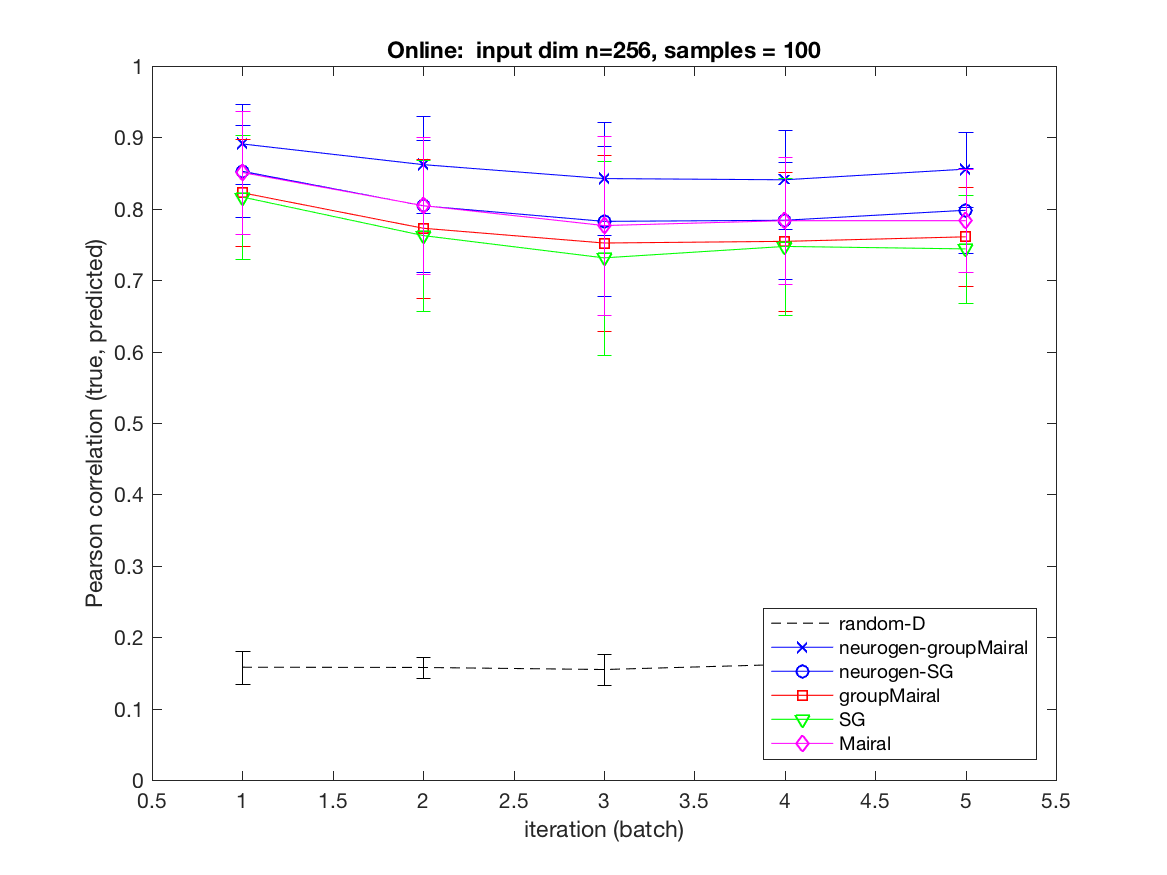 Online: input dim n=256, samples = 100
Pearson correlation (true, predicted)
1
0.9
0.8
0.7
0.6
0.5
0.4
0.3
0.2
0.1
0
random-D
neurogen-groupMairal
neurogen-SG
groupMairal
SG
Mairal
0.5 1 1.5 2 2.5 3 3.5 4 4.5 5 5.5
iteration (batch)